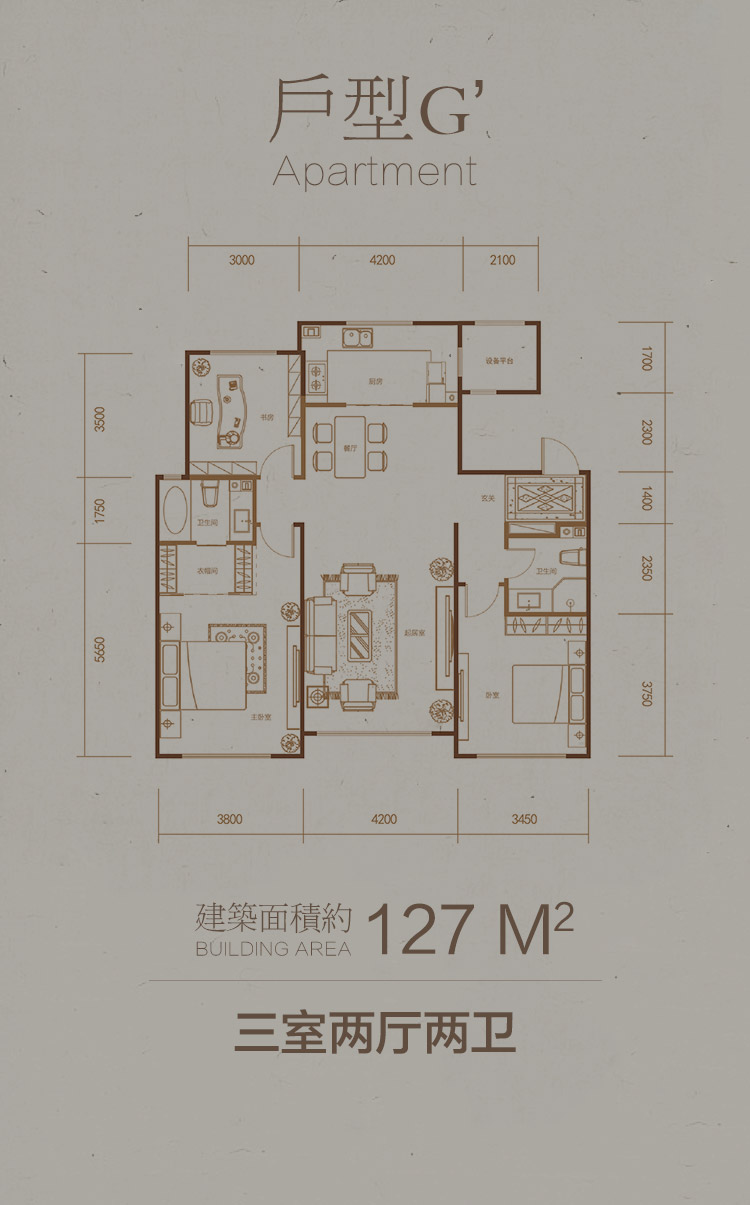 戶型G’
Apartment
3000 4200 2100
设备平台
厨房
书房
餐厅
玄关
卫生间
卫生间
衣帽间
起居室
卧室
主卧室
3500
1750
5650
1700
2300
1400
2350
3750
3800 4200 3450
建築面積約 127 M²
BUILDING AREA
三室两厅两卫